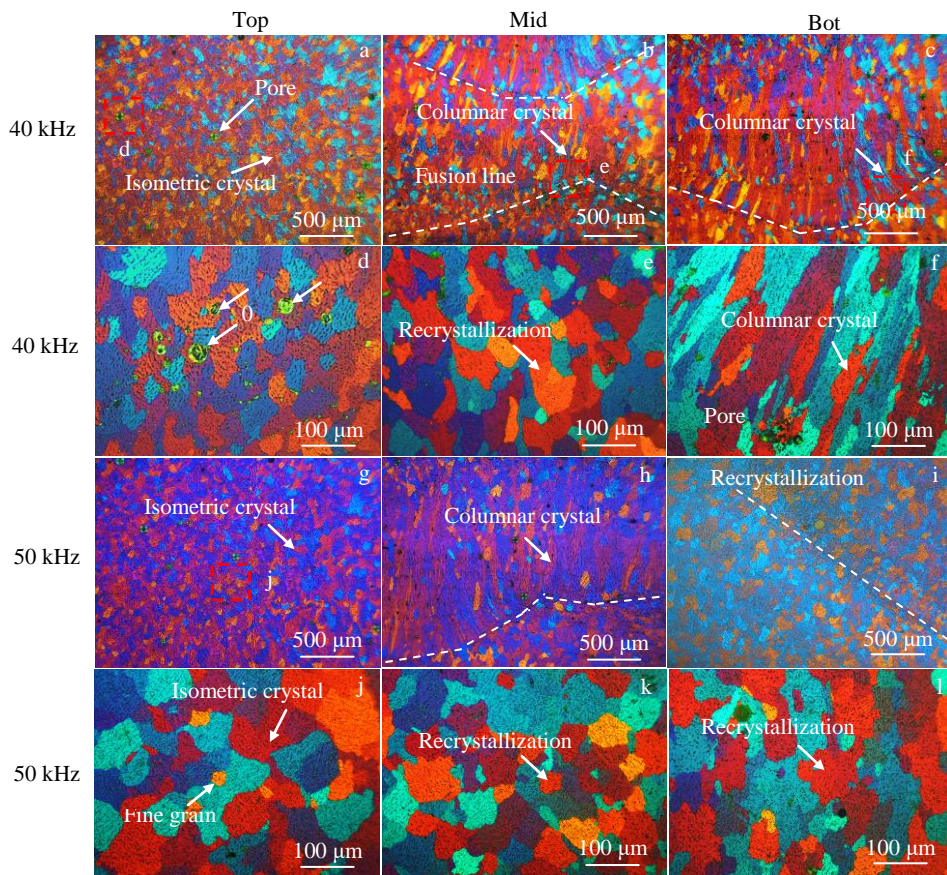 Top
Mid
Bot
40 kHz
a
Pore
d
Isometric crystal
500 μm
b
Columnar crystal
Fusion line
e
500 μm
c
Columnar crystal
f
500 μm
40 kHz
d
0
100 μm
e
Recrystallization
100 μm
f
Columnar crystal
Pore
100 μm
50 kHz
g
Isometric crystal
j
500 μm
h
Columnar crystal
500 μm
i
Recrystallization
500 μm
50 kHz
j
Isometric crystal
Fine grain
100 μm
k
Recrystallization
100 μm
l
Recrystallization
100 μm